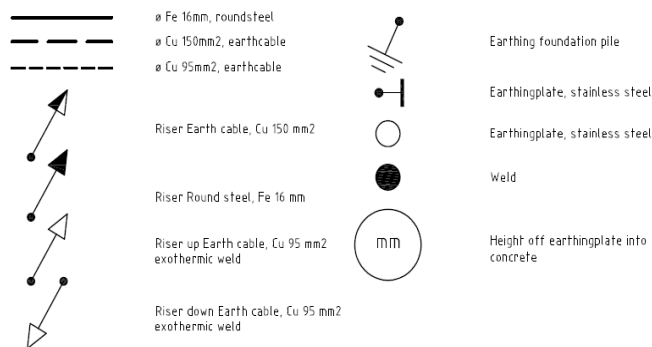 ø Fe 16mm, roundsteel
ø Cu 150mm2, earthcable
ø Cu 95mm2, earthcable
Riser Earth cable, Cu 150 mm2
Riser Round steel, Fe 16 mm
Riser up Earth cable, Cu 95 mm2
exothermic weld
Riser down Earth cable, Cu 95 mm2
exothermic weld
Earthing foundation pile
Earthingplate, stainless steel
Earthingplate, stainless steel
Weld
mm
Height off earthingplate into
concrete